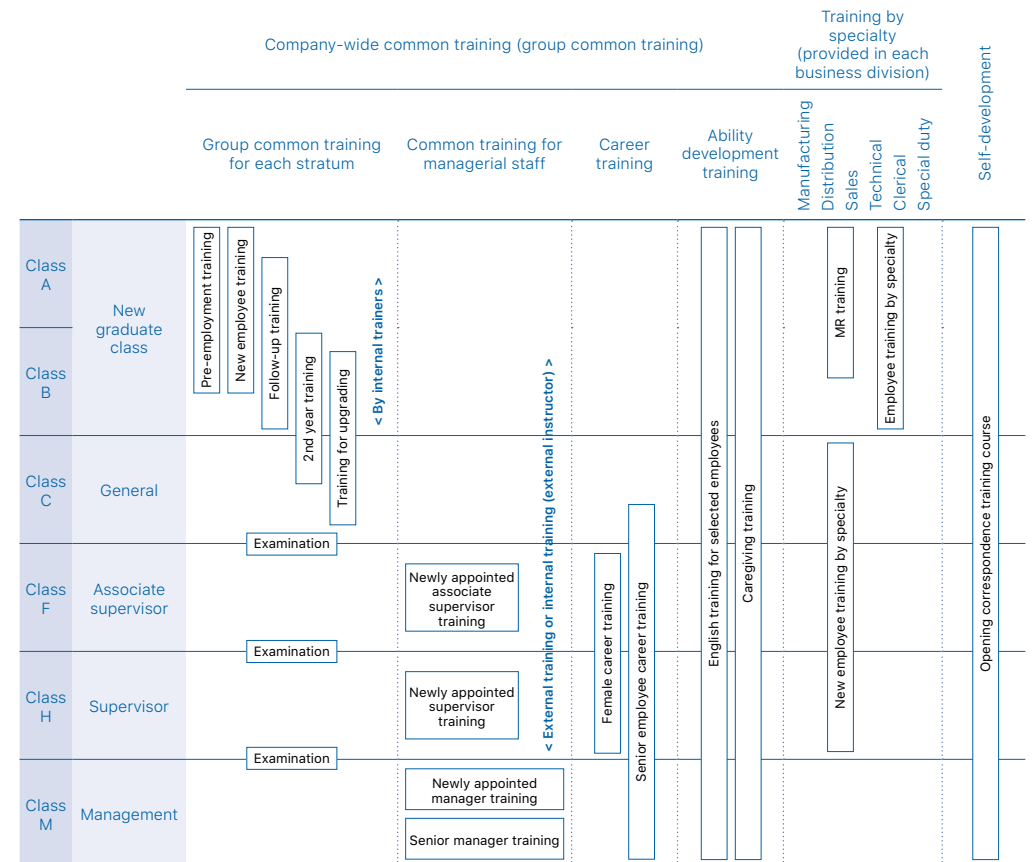 Company-wide common training (group common training)
Training by
specialty
(provided in each
business division)
Self-development
Group common training
for each stratum
Common training for
managerial staff
Career
training
Ability
development
training
Manufacturing
Distribution
Sales
Technical
Clerical
Special duty
Class
A
Class
B
New
graduate
class
Pre-employment training
New employee training
Follow-up training
2nd year training
Training for upgrading
< By internal trainers >
< External training or internal training (external instructor) >
English training for selected employees
Caregiving training
MR training
Employee training by specialty
Opening correspondence training course
Class
C
General
New employee training by specialty
Senior employee career training
Examination
Class
F
Associate
supervisor
Newly appointed
associate
supervisor
training
Female career training
Examination
Class
H
Supervisor
Newly appointed
supervisor
training
Examination
Class
M
Management
Newly appointed
manager training
Senior manager training